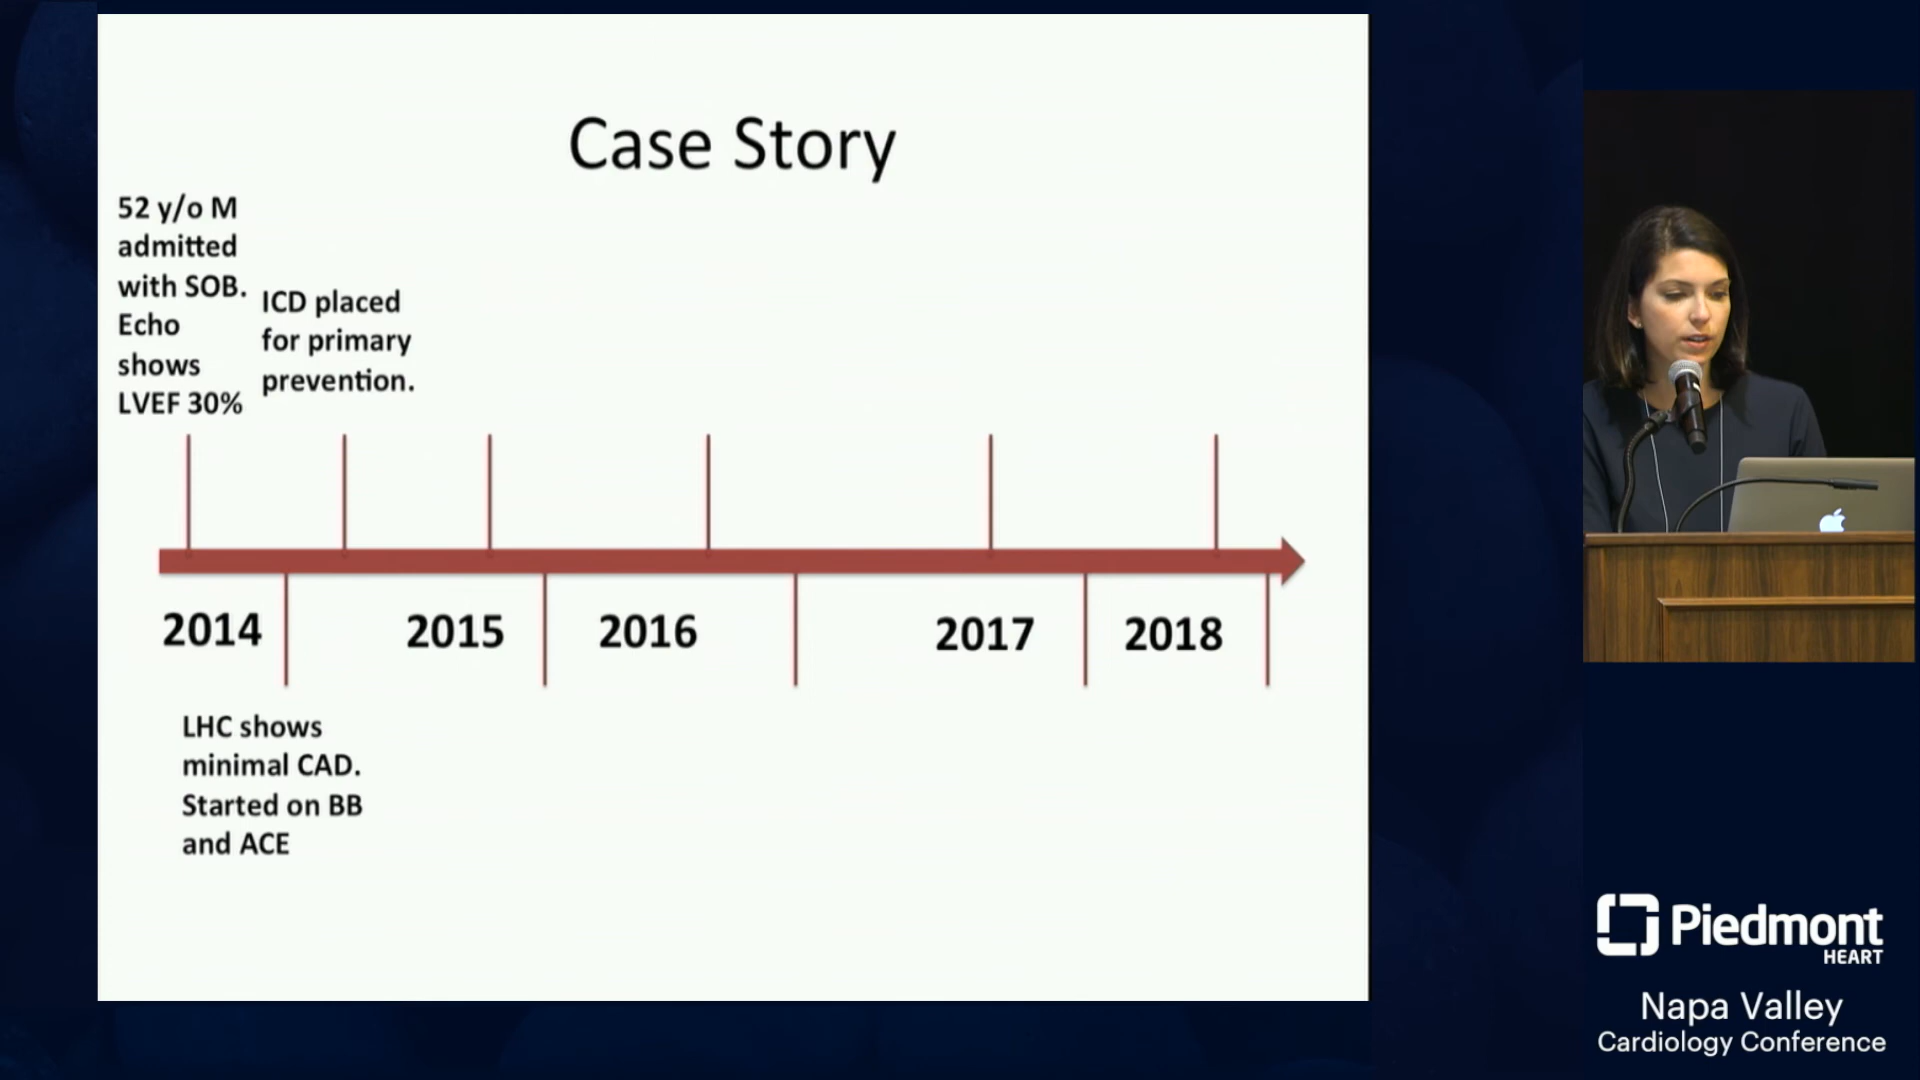 Case Story
52 y/o M
admitted
with SOB.
Echo
shows
LVEF 30%
ICD placed
for primary
prevention.
2014
2015
2016
2017
2018
LHC shows
minimal CAD.
Started on BB
and ACE
Piedmont
HEART
Napa Valley
Cardiology Conference